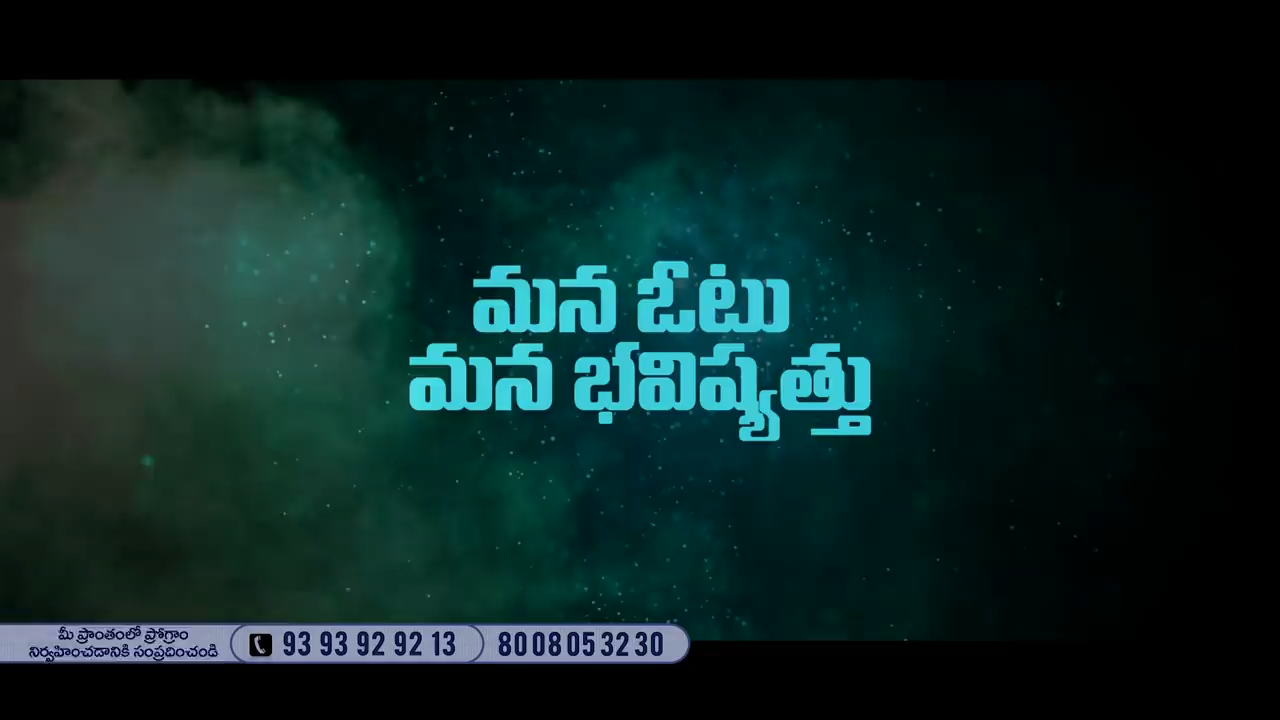 మన ఓటు
మన భవిష్యత్తు
మీ ప్రాంతంలో ప్రోగ్రాం
నిర్వహించడానికి సంప్రదించండి
93 93 92 92 13
80 08 05 32 30